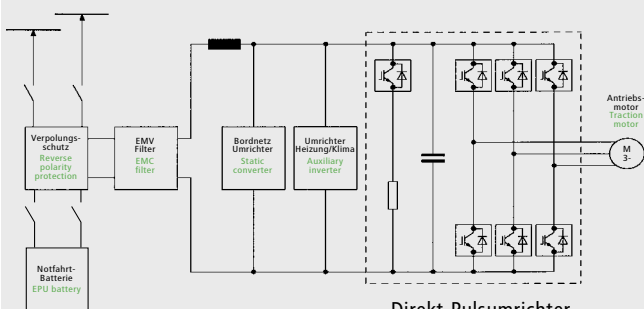 Verpolungs-
schutz
Reverse
polarity
protection
EMV
Filter
EMC
filter
Bordnetz
Umrichter
Static
converter
Umrichter
Heizung/Klima
Auxiliary
inverter
Antriebs-
motor
Traction
motor
M
3~
Notfahrt-
Batterie
EPU battery
Direkt-Pulsumrichter